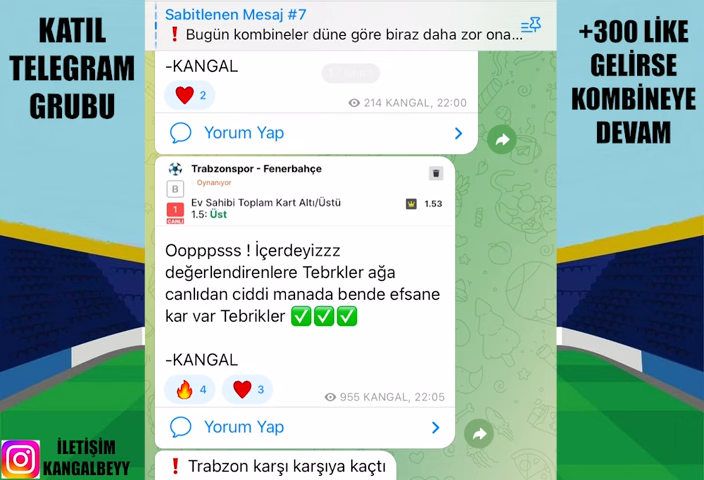 KATIL
TELEGRAM
GRUBU
Sabitlenen Mesaj #7
❗ Bugün kombineler düne göre biraz daha zor ona...
-KANGAL
❤️ 2
214 KANGAL, 22:00
Yorum Yap
Trabzonspor - Fenerbahçe
B
Oynanıyor
1
CANLI
Ev Sahibi Toplam Kart Altı/Üstü
1.5: Üst
1.53
Oopppsss ! İçerdeyizzz
değerlendirenlere Tebrkler ağa
canlıdan ciddi manada bende efsane
kar var Tebrikler ✅✅✅
-KANGAL
🔥 4 ❤️ 3
955 KANGAL, 22:05
Yorum Yap
❗ Trabzon karşı karşıya kaçtı
+300 LİKE
GELİRSE
KOMBİNEYE
DEVAM
İLETİŞİM
KANGALBEYY